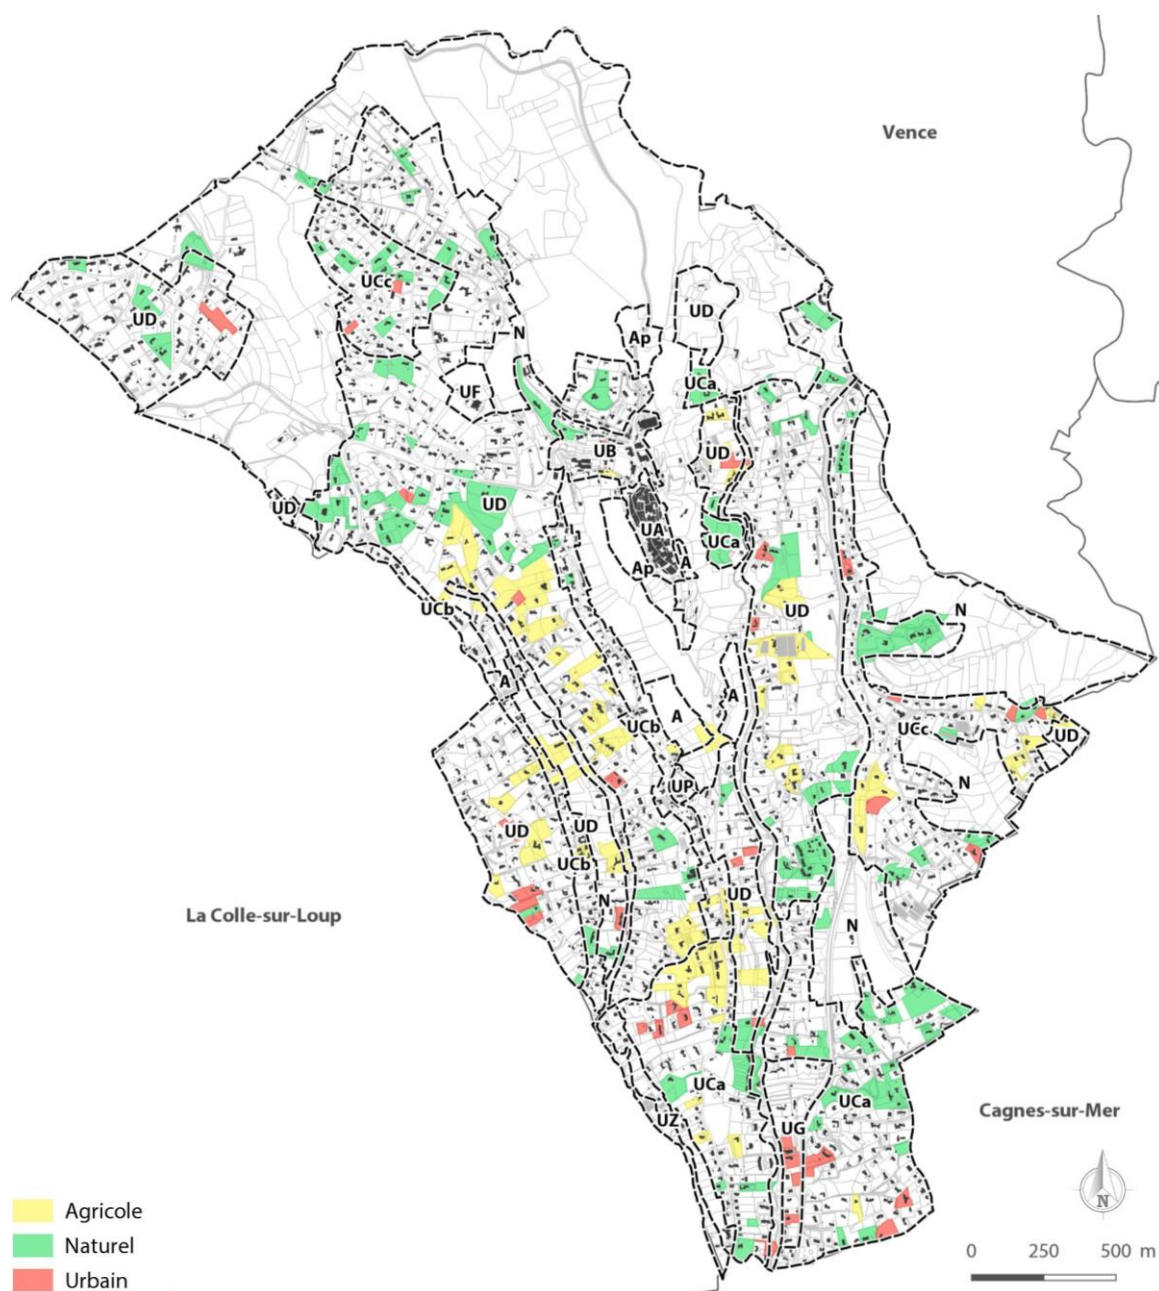 Vence
UCc
UD
N
Ap
UD
UF
UCa
UB
UD
UD
UD
UA
UCa
Ap
A
UCb
UD
N
A
A
A
UCb
UCc
UD
UP
N
UD
UD
UCb
UD
N
La Colle-sur-Loup
N
UCa
UCa
UZ
UG
Cagnes-sur-Mer
N
Agricole
Naturel
Urbain
0 250 500 m